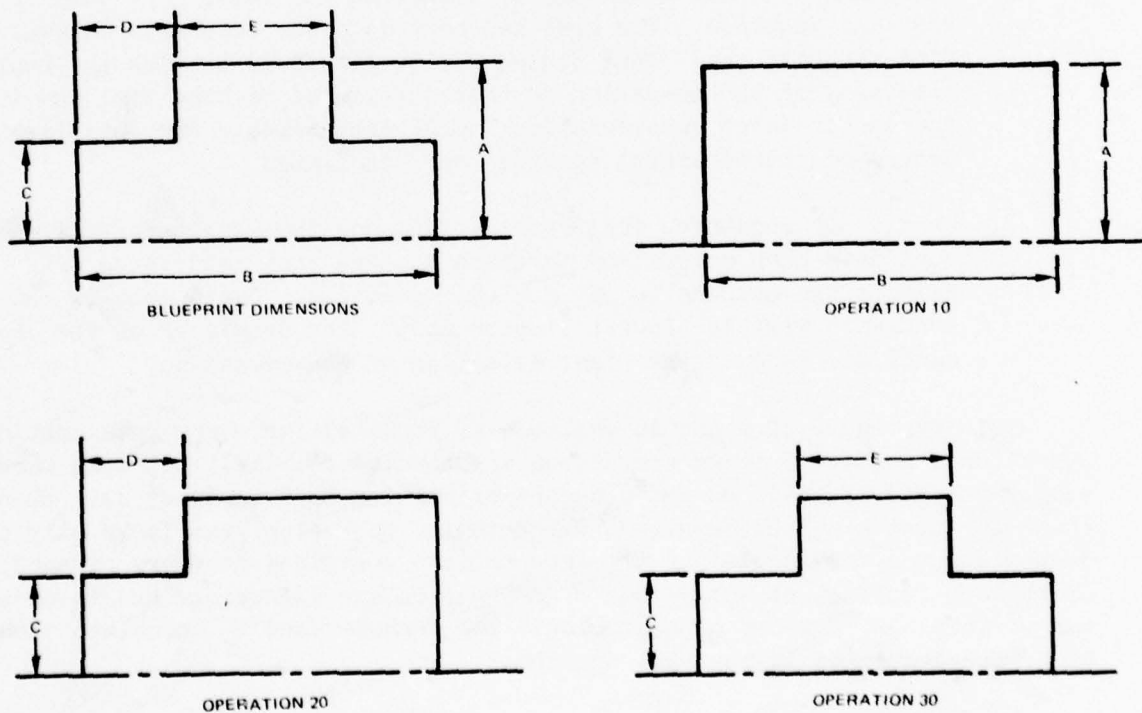 D E
A
C
B
BLUEPRINT DIMENSIONS
A
B
OPERATION 10
D
C
OPERATION 20
E
C
OPERATION 30